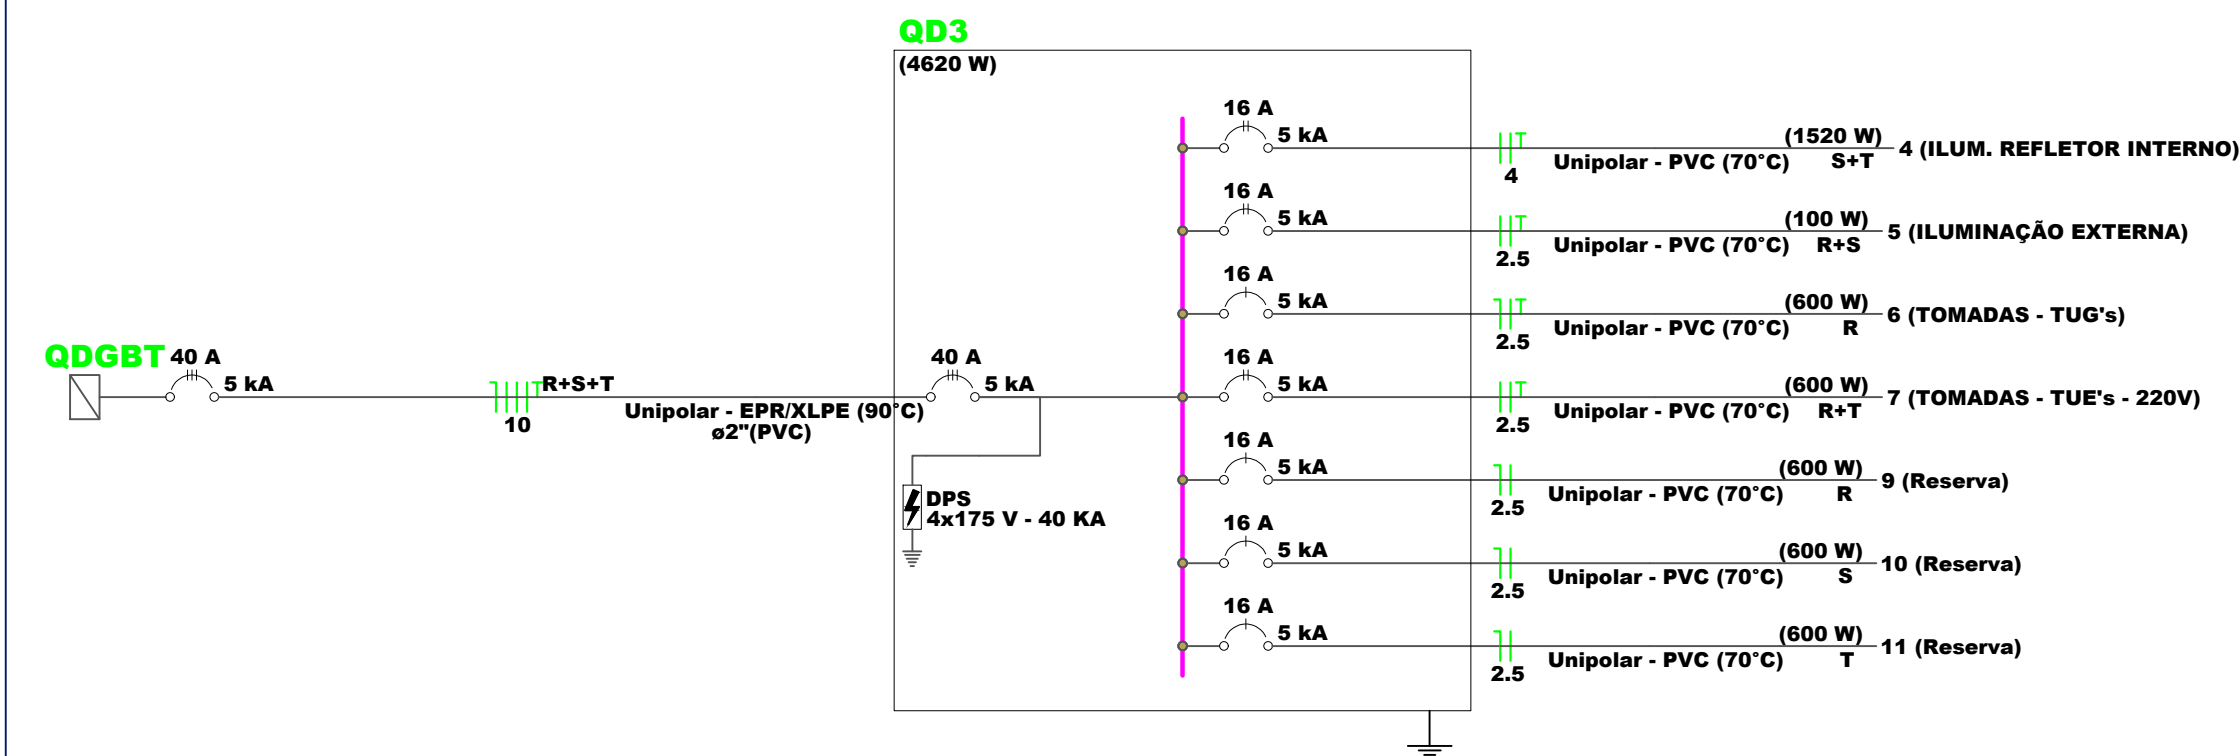 QD3
(4620 W)
16 A
5 kA
4
Unipolar - PVC (70°C)
(1520 W)
S+T
4 (ILUM. REFLETOR INTERNO)
16 A
5 kA
2.5
Unipolar - PVC (70°C)
(100 W)
R+S
5 (ILUMINAÇÃO EXTERNA)
16 A
5 kA
2.5
Unipolar - PVC (70°C)
(600 W)
R
6 (TOMADAS - TUG's)
QDGBT
40 A
5 kA
R+S+T
10
Unipolar - EPR/XLPE (90°C)
ø2"(PVC)
40 A
5 kA
16 A
5 kA
2.5
Unipolar - PVC (70°C)
(600 W)
R+T
7 (TOMADAS - TUE's - 220V)
DPS
4x175 V - 40 KA
16 A
5 kA
2.5
Unipolar - PVC (70°C)
(600 W)
R
9 (Reserva)
16 A
5 kA
2.5
Unipolar - PVC (70°C)
(600 W)
S
10 (Reserva)
16 A
5 kA
2.5
Unipolar - PVC (70°C)
(600 W)
T
11 (Reserva)